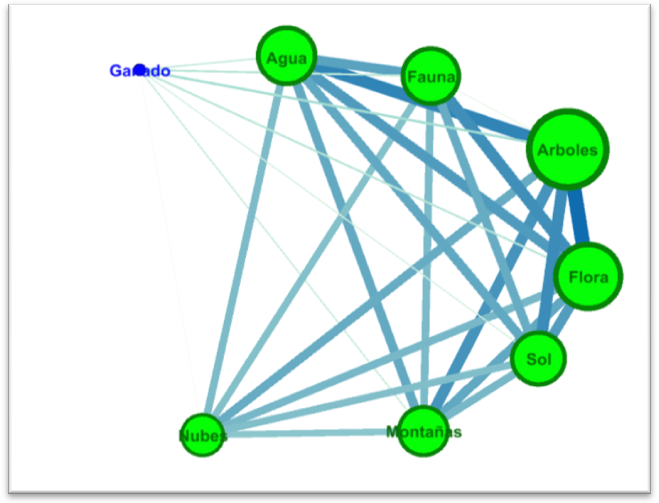 Agua
Ganado
Fauna
Arboles
Flora
Sol
Montañas
Nubes